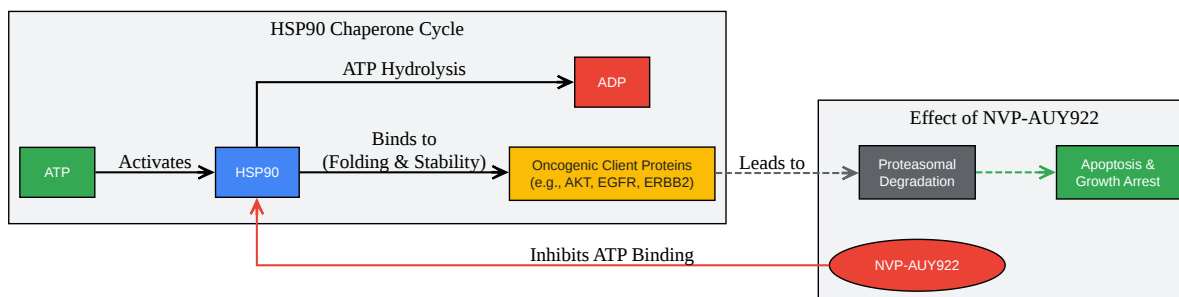 HSP90 Chaperone Cycle
ATP Hydrolysis
ADP
Effect of NVP-AUY922
ATP
Activates
HSP90
Binds to
(Folding & Stability)
Oncogenic Client Proteins
(e.g., AKT, EGFR, ERBB2)
Leads to
Proteasomal
Degradation
Apoptosis &
Growth Arrest
Inhibits ATP Binding
NVP-AUY922